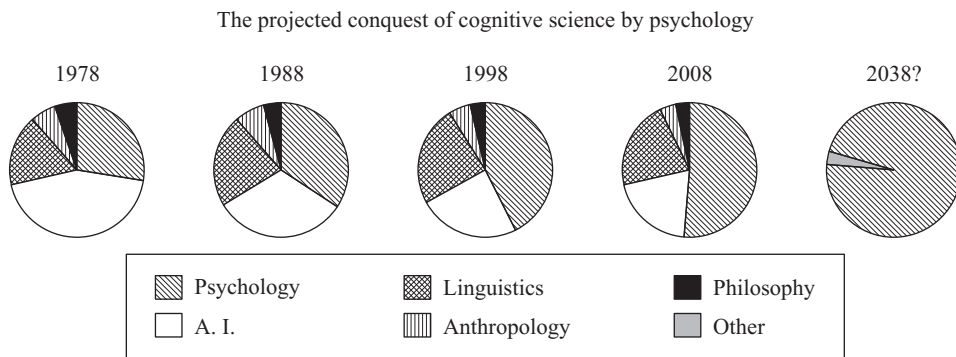 The projected conquest of cognitive science by psychology
1978 1988 1998 2008 2038?
Psychology Linguistics Philosophy
A. I. Anthropology Other